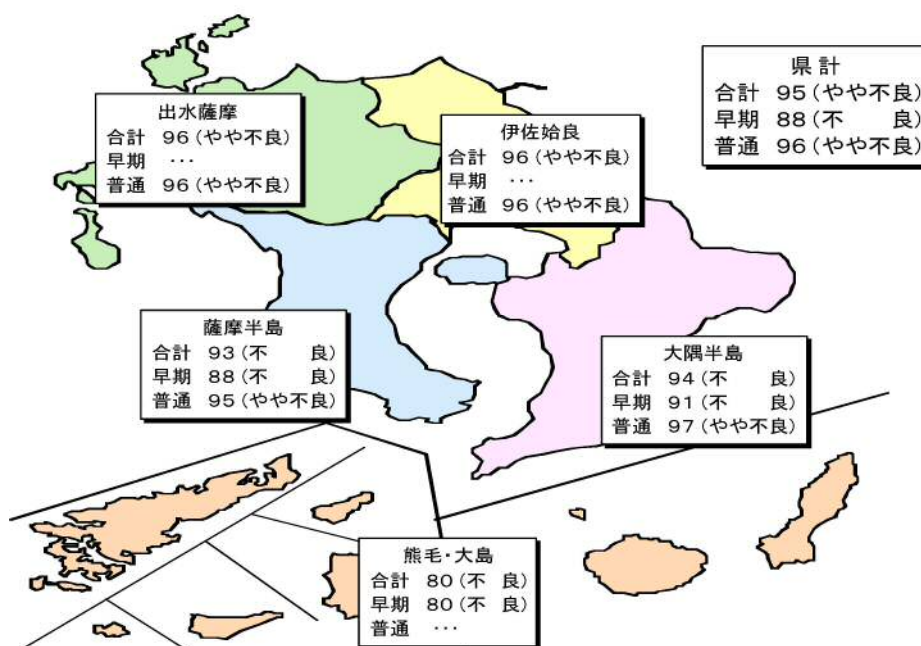 県計
合計 95(やや不良)
早期 88(不　　良)
普通 96(やや不良)
出水薩摩
合計 96(やや不良)
早期 ･･･
普通 96(やや不良)
伊佐姶良
合計 96(やや不良)
早期 ･･･
普通 96(やや不良)
薩摩半島
合計 93(不　　良)
早期 88(不　　良)
普通 95(やや不良)
大隅半島
合計 94(不　　良)
早期 91(不　　良)
普通 97(やや不良)
熊毛･大島
合計 80(不　良)
早期 80(不　良)
普通 ･･･